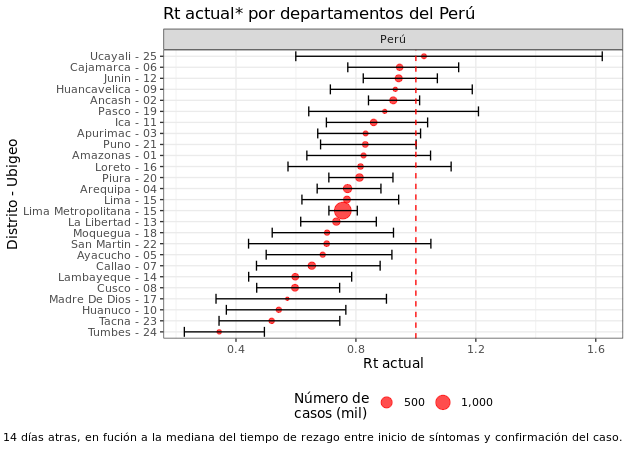 Rt actual* por departamentos del Perú
Perú
Distrito - Ubigeo
Ucayali - 25
Cajamarca - 06
Junin - 12
Huancavelica - 09
Ancash - 02
Pasco - 19
Ica - 11
Apurimac - 03
Puno - 21
Amazonas - 01
Loreto - 16
Piura - 20
Arequipa - 04
Lima - 15
Lima Metropolitana - 15
La Libertad - 13
Moquegua - 18
San Martin - 22
Ayacucho - 05
Callao - 07
Lambayeque - 14
Cusco - 08
Madre De Dios - 17
Huanuco - 10
Tacna - 23
Tumbes - 24
0.4 0.8 1.2 1.6
Rt actual
Número de
casos (mil)
500 1,000
14 días atras, en fución a la mediana del tiempo de rezago entre inicio de síntomas y confirmación del caso.